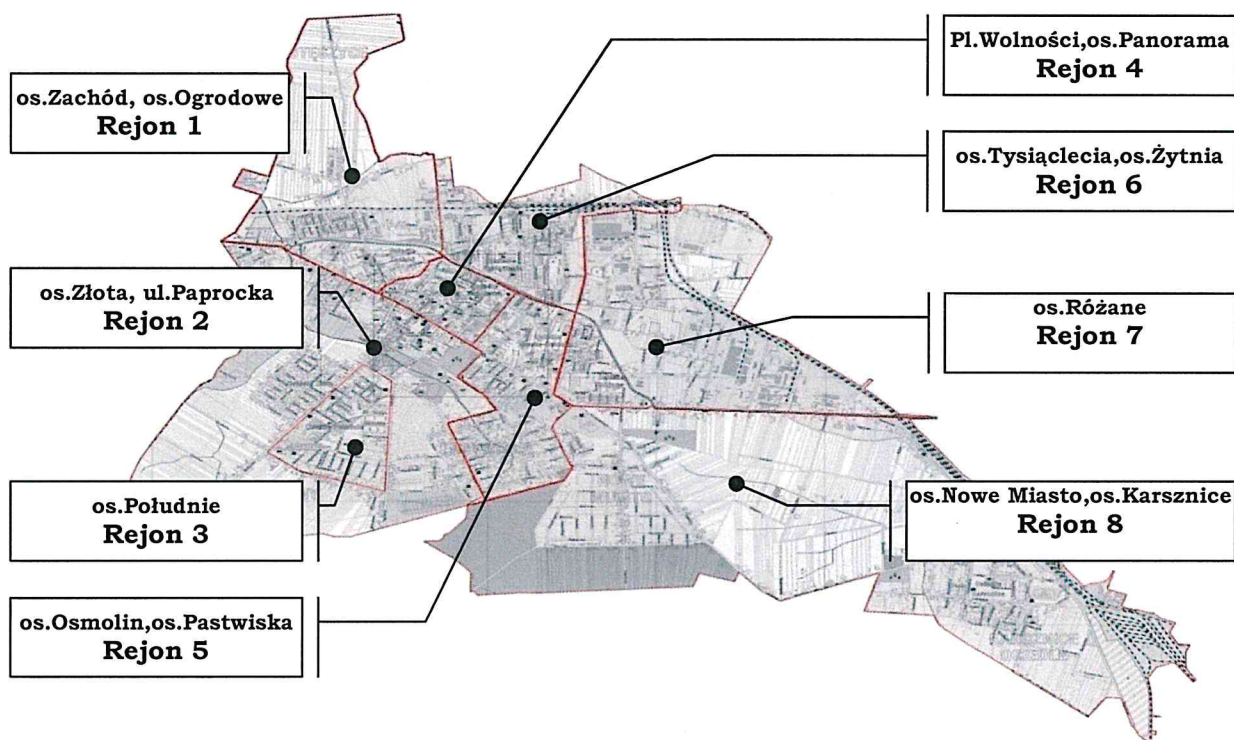 os.Zachód, os.Ogrodowe
Rejon 1
os.Złota, ul.Paprocka
Rejon 2
os.Południe
Rejon 3
os.Osmolin,os.Pastwiska
Rejon 5
Pl.Wolności,os.Panorama
Rejon 4
os.Tysiąclecia,os.Żytnia
Rejon 6
os.Różane
Rejon 7
os.Nowe Miasto,os.Karsznice
Rejon 8